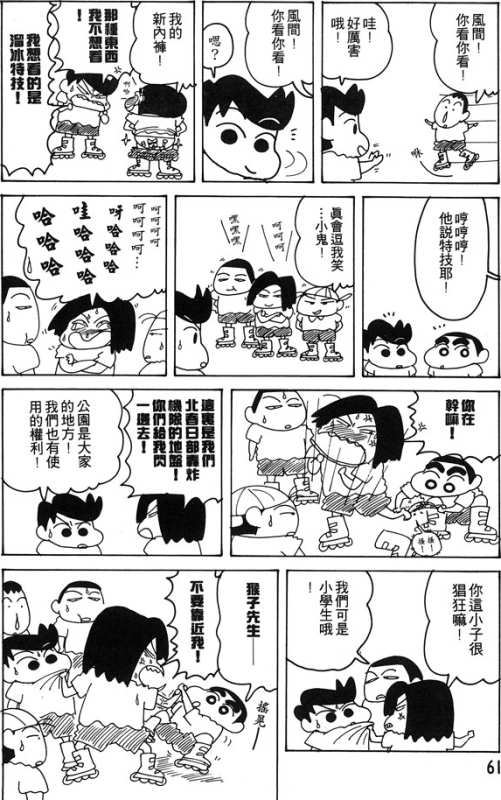 風間！
你看你看！
咻
哇！
好厲害
哦！
風間！
你看你看！
嗯？
我的
新內褲！
那種東西
我不想看
！
我想看的是
溜冰特技！
哼哼哼！
他說特技耶！
真會逗我笑
…小鬼！
呵呵呵
嘿嘿嘿
呵呵呵呵
呵呵呵呵…
呀哈哈哈
哇哈哈哈
哈哈哈哈
你在
幹嘛！
搔！
搔！
這裏是我們
北春日部轟炸
機隊的地盤！
你們給我閃
一邊去！
公園是大家
的地方！
我們也有使
用的權利！
你這小子很
猖狂嘛！
我們可是
小學生哦
！
猴子先生——
不要靠近我！
搖晃
61